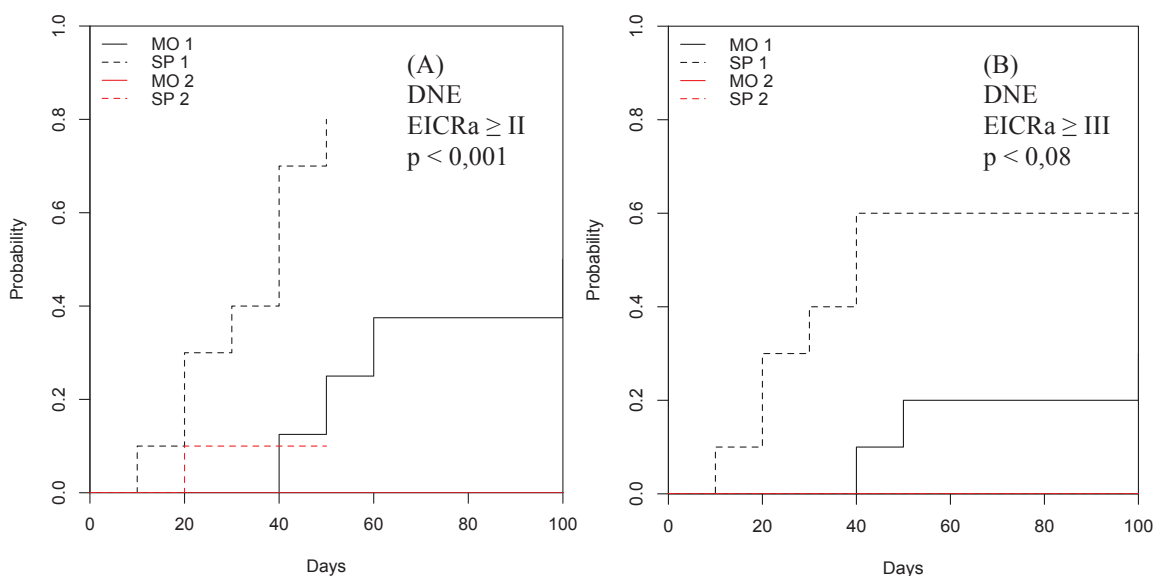 MO 1
SP 1
MO 2
SP 2
(A)
DNE
EICRa ≥ II
p < 0,001
1.0
0.8
0.6
0.4
0.2
0.0
Probability
0 20 40 60 80 100
Days
MO 1
SP 1
MO 2
SP 2
(B)
DNE
EICRa ≥ III
p < 0,08
1.0
0.8
0.6
0.4
0.2
0.0
Probability
0 20 40 60 80 100
Days